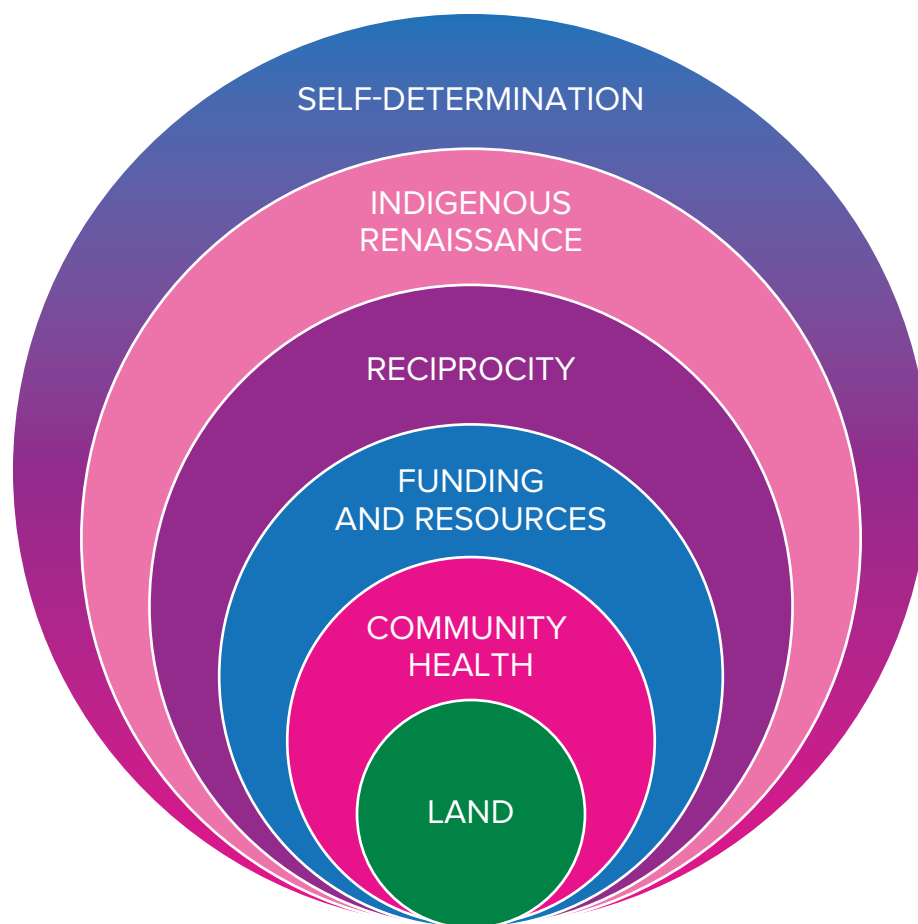 SELF-DETERMINATION
INDIGENOUS
RENAISSANCE
RECIPROCITY
FUNDING
AND RESOURCES
COMMUNITY
HEALTH
LAND